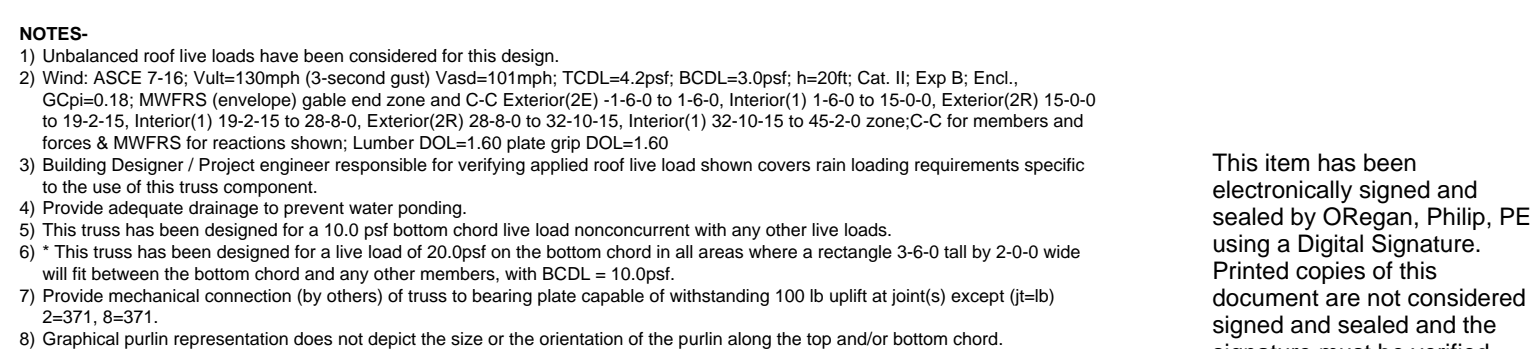 NOTES-
1) Unbalanced roof live loads have been considered for this design.
2) Wind: ASCE 7-16; Vult=130mph (3-second gust) Vasd=101mph; TCDL=4.2psf; BCDL=3.0psf; h=20ft; Cat. II; Exp B; Encl.,
GCpi=0.18; MWFRS (envelope) gable end zone and C-C Exterior(2E) -1-6-0 to 1-6-0, Interior(1) 1-6-0 to 15-0-0, Exterior(2R) 15-0-0
to 19-2-15, Interior(1) 19-2-15 to 28-8-0, Exterior(2R) 28-8-0 to 32-10-15, Interior(1) 32-10-15 to 45-2-0 zone;C-C for members and
forces & MWFRS for reactions shown; Lumber DOL=1.60 plate grip DOL=1.60
3) Building Designer / Project engineer responsible for verifying applied roof live load shown covers rain loading requirements specific
to the use of this truss component.
4) Provide adequate drainage to prevent water ponding.
5) This truss has been designed for a 10.0 psf bottom chord live load nonconcurrent with any other live loads.
6) * This truss has been designed for a live load of 20.0psf on the bottom chord in all areas where a rectangle 3-6-0 tall by 2-0-0 wide
will fit between the bottom chord and any other members, with BCDL = 10.0psf.
7) Provide mechanical connection (by others) of truss to bearing plate capable of withstanding 100 lb uplift at joint(s) except (jt=lb)
2=371, 8=371.
8) Graphical purlin representation does not depict the size or the orientation of the purlin along the top and/or bottom chord.
This item has been
electronically signed and
sealed by ORegan, Philip, PE
using a Digital Signature.
Printed copies of this
document are not considered
signed and sealed and the
signature must be verified